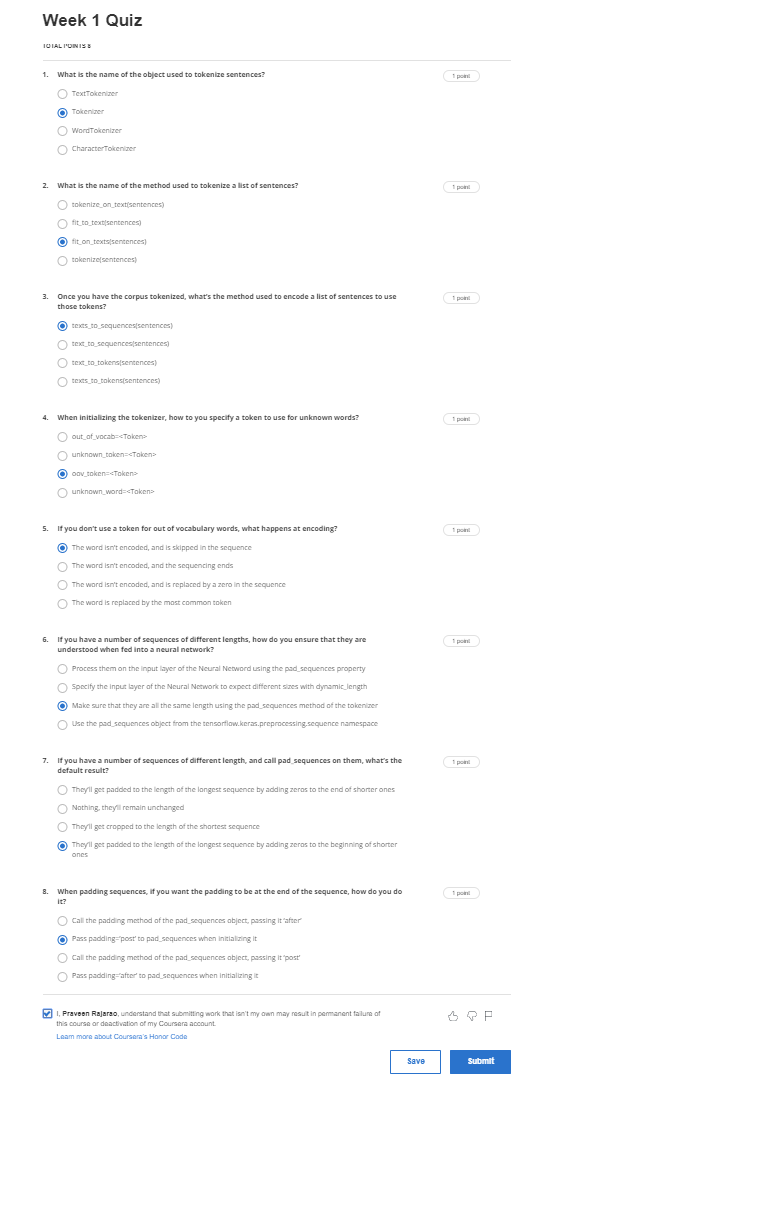 Week 1 Quiz
TOTAL POINTS 8
1. What is the name of the object used to tokenize sentences? 1 point
TextTokenizer
Tokenizer
WordTokenizer
CharacterTokenizer
2. What is the name of the method used to tokenize a list of sentences? 1 point
tokenize_on_text(sentences)
fit_to_text(sentences)
fit_on_texts(sentences)
tokenize(sentences)
3. Once you have the corpus tokenized, what's the method used to encode a list of sentences to use 1 point
those tokens?
texts_to_sequences(sentences)
text_to_sequences(sentences)
text_to_tokens(sentences)
texts_to_tokens(sentences)
4. When initializing the tokenizer, how to you specify a token to use for unknown words? 1 point
out_of_vocab=<Token>
unknown_token=<Token>
oov_token=<Token>
unknown_word=<Token>
5. If you don't use a token for out of vocabulary words, what happens at encoding? 1 point
The word isn't encoded, and is skipped in the sequence
The word isn't encoded, and the sequencing ends
The word isn't encoded, and is replaced by a zero in the sequence
The word is replaced by the most common token
6. If you have a number of sequences of different lengths, how do you ensure that they are 1 point
understood when fed into a neural network?
Process them on the input layer of the Neural Netword using the pad_sequences property
Specify the input layer of the Neural Network to expect different sizes with dynamic_length
Make sure that they are all the same length using the pad_sequences method of the tokenizer
Use the pad_sequences object from the tensorflow.keras.preprocessing.sequence namespace
7. If you have a number of sequences of different length, and call pad_sequences on them, what's the 1 point
default result?
They'll get padded to the length of the longest sequence by adding zeros to the end of shorter ones
Nothing, they'll remain unchanged
They'll get cropped to the length of the shortest sequence
They'll get padded to the length of the longest sequence by adding zeros to the beginning of shorter
ones
8. When padding sequences, if you want the padding to be at the end of the sequence, how do you do 1 point
it?
Call the padding method of the pad_sequences object, passing it 'after'
Pass padding='post' to pad_sequences when initializing it
Call the padding method of the pad_sequences object, passing it 'post'
Pass padding='after' to pad_sequences when initializing it
I, Praveen Rajarao, understand that submitting work that isn't my own may result in permanent failure of
this course or deactivation of my Coursera account.
Learn more about Coursera's Honor Code
Save Submit